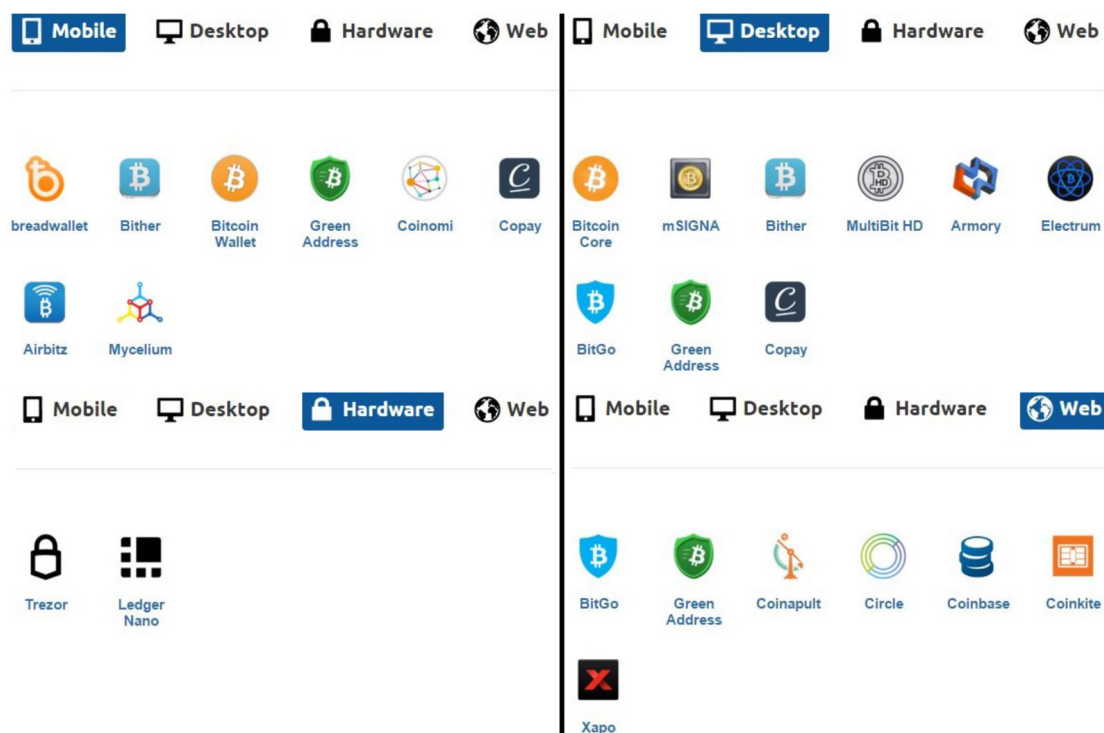 Mobile Desktop Hardware Web
breadwallet Bither Bitcoin Wallet Green Address Coinomi Copay
Airbitz Mycelium
Mobile Desktop Hardware Web
Bitcoin Core mSIGNA Bither MultiBit HD Armory Electrum
BitGo Green Address Copay
Mobile Desktop Hardware Web
Trezor Ledger Nano
Mobile Desktop Hardware Web
BitGo Green Address Coinapult Circle Coinbase Coinkite
Xapo